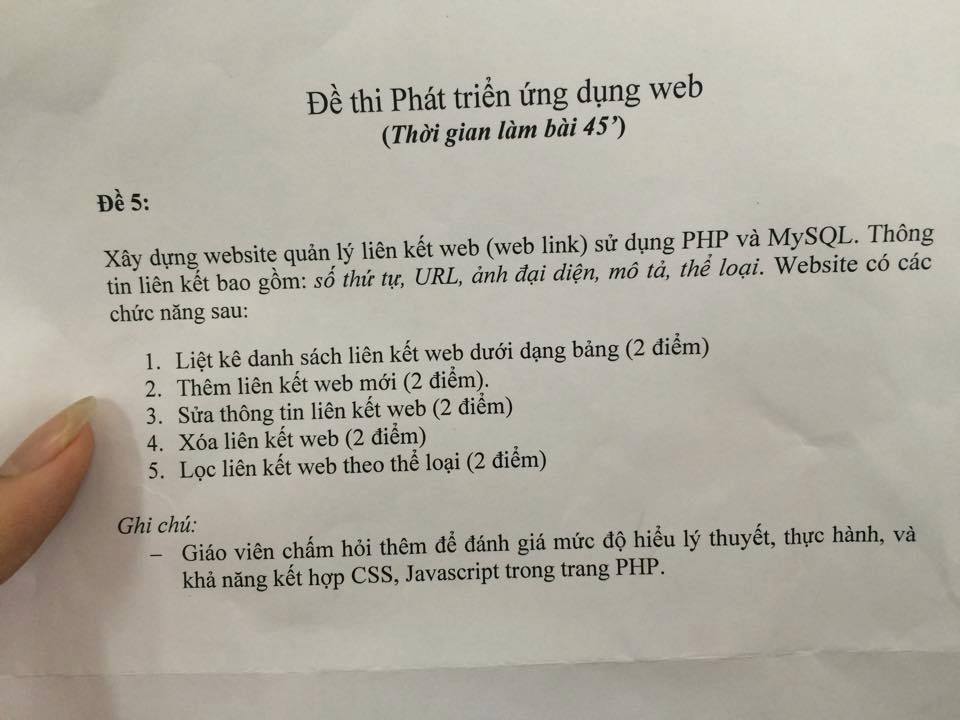 Đề thi Phát triển ứng dụng web
(Thời gian làm bài 45’)
Đề 5:
Xây dựng website quản lý liên kết web (web link) sử dụng PHP và MySQL. Thông
tin liên kết bao gồm: số thứ tự, URL, ảnh đại diện, mô tả, thể loại. Website có các
chức năng sau:
1. Liệt kê danh sách liên kết web dưới dạng bảng (2 điểm)
2. Thêm liên kết web mới (2 điểm).
3. Sửa thông tin liên kết web (2 điểm)
4. Xóa liên kết web (2 điểm)
5. Lọc liên kết web theo thể loại (2 điểm)
Ghi chú:
– Giáo viên chấm hỏi thêm để đánh giá mức độ hiểu lý thuyết, thực hành, và
khả năng kết hợp CSS, Javascript trong trang PHP.